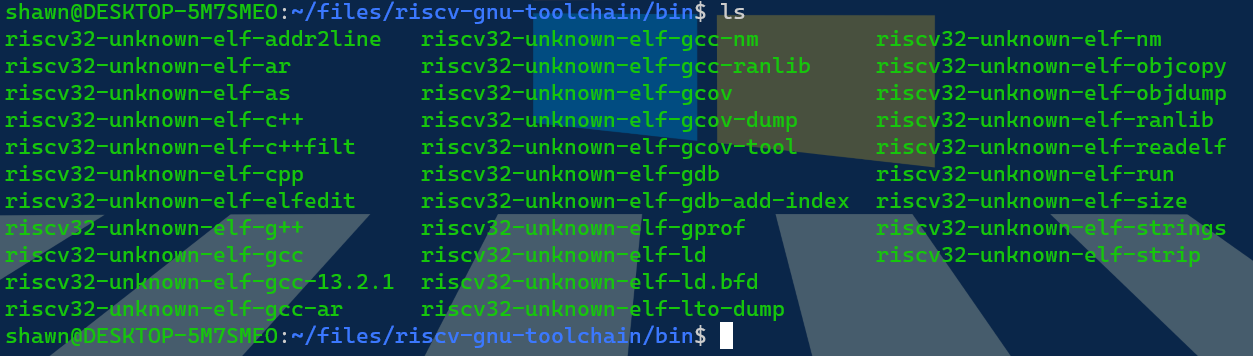 shawn@DESKTOP-5M7SMEO:~/files/riscv-gnu-toolchain/bin$ ls
riscv32-unknown-elf-addr2line riscv32-unknown-elf-gcc-nm riscv32-unknown-elf-nm
riscv32-unknown-elf-ar riscv32-unknown-elf-gcc-ranlib riscv32-unknown-elf-objcopy
riscv32-unknown-elf-as riscv32-unknown-elf-gcov riscv32-unknown-elf-objdump
riscv32-unknown-elf-c++ riscv32-unknown-elf-gcov-dump riscv32-unknown-elf-ranlib
riscv32-unknown-elf-c++filt riscv32-unknown-elf-gcov-tool riscv32-unknown-elf-readelf
riscv32-unknown-elf-cpp riscv32-unknown-elf-gdb riscv32-unknown-elf-run
riscv32-unknown-elf-elfedit riscv32-unknown-elf-gdb-add-index riscv32-unknown-elf-size
riscv32-unknown-elf-g++ riscv32-unknown-elf-gprof riscv32-unknown-elf-strings
riscv32-unknown-elf-gcc riscv32-unknown-elf-ld riscv32-unknown-elf-strip
riscv32-unknown-elf-gcc-13.2.1 riscv32-unknown-elf-ld.bfd
riscv32-unknown-elf-gcc-ar riscv32-unknown-elf-lto-dump
shawn@DESKTOP-5M7SMEO:~/files/riscv-gnu-toolchain/bin$